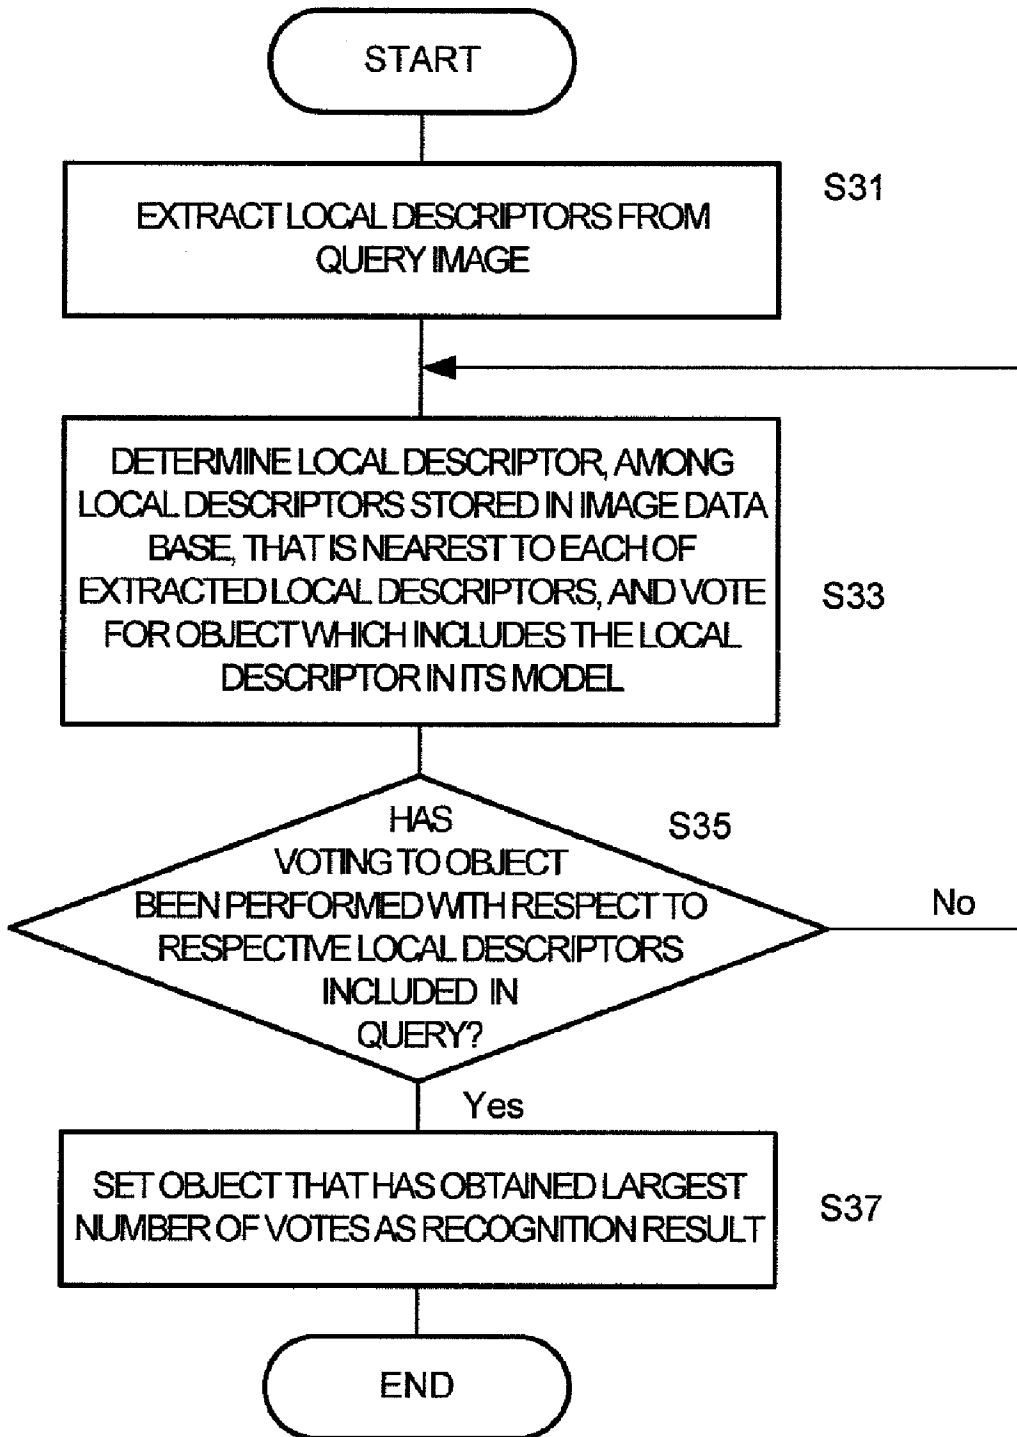 START
S31
EXTRACT LOCAL DESCRIPTORS FROM
QUERY IMAGE
DETERMINE LOCAL DESCRIPTOR, AMONG
LOCAL DESCRIPTORS STORED IN IMAGE DATA
BASE, THAT IS NEAREST TO EACH OF
EXTRACTED LOCAL DESCRIPTORS, AND VOTE
FOR OBJECT WHICH INCLUDES THE LOCAL
DESCRIPTOR IN ITS MODEL
S33
HAS
VOTING TO OBJECT
BEEN PERFORMED WITH RESPECT TO
RESPECTIVE LOCAL DESCRIPTORS
INCLUDED IN
QUERY?
S35
No
Yes
SET OBJECT THAT HAS OBTAINED LARGEST
NUMBER OF VOTES AS RECOGNITION RESULT
S37
END